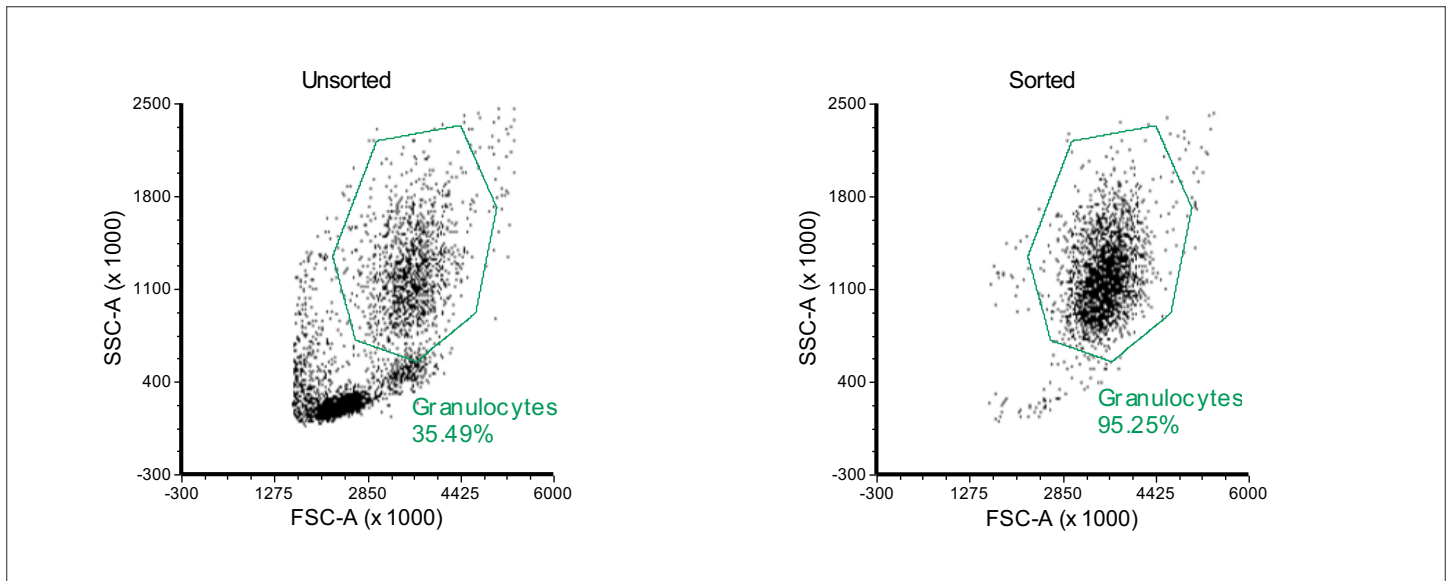 Unsorted
2500
1800
1100
400
-300
SSC-A (x 1000)
-300 1275 2850 4425 6000
FSC-A (x 1000)
Granulocytes
35.49%
Sorted
2500
1800
1100
400
-300
SSC-A (x 1000)
-300 1275 2850 4425 6000
FSC-A (x 1000)
Granulocytes
95.25%